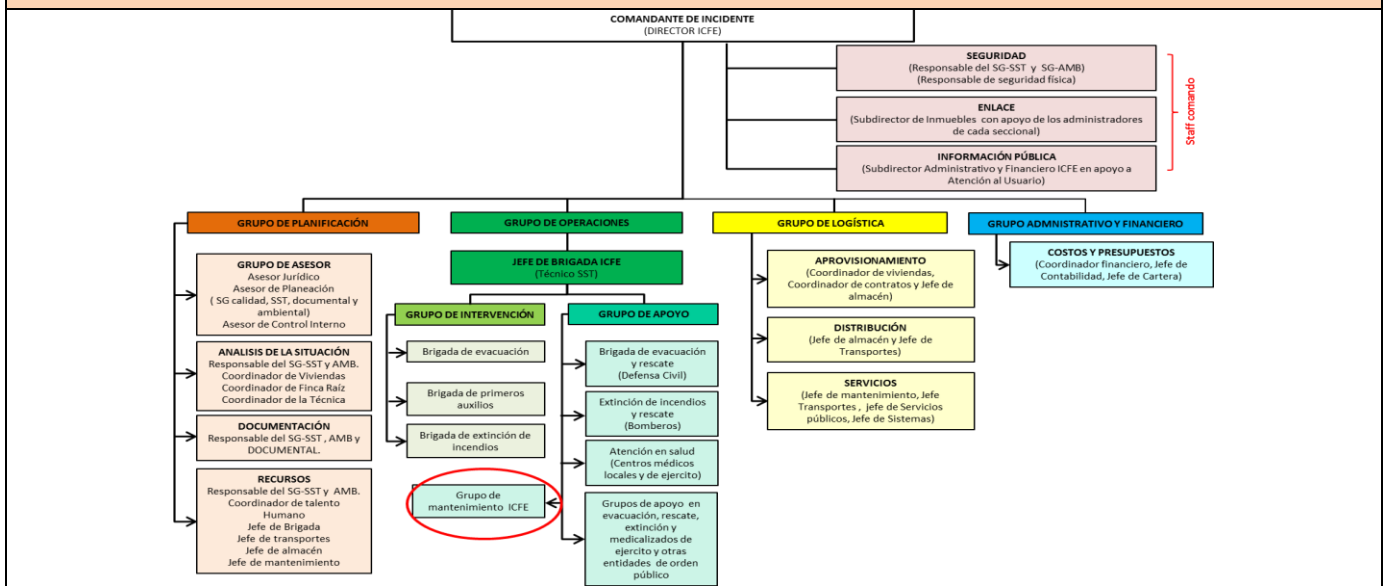 COMANDANTE DE INCIDENTE
(DIRECTOR ICFE)
SEGURIDAD
(Responsable del SG-SST y SG-AMB)
(Responsable de seguridad física)
ENLACE
(Subdirector de Inmuebles con apoyo de los administradores
de cada seccional)
INFORMACIÓN PÚBLICA
(Subdirector Administrativo y Financiero ICFE en apoyo a
Atención al Usuario)
Staff comando
GRUPO DE PLANIFICACIÓN
GRUPO DE ASESOR
Asesor Jurídico
Asesor de Planeación
( SG calidad, SST, documental y
ambiental)
Asesor de Control Interno
ANALISIS DE LA SITUACIÓN
Responsable del SG-SST y AMB.
Coordinador de Viviendas
Coordinador de Finca Raíz
Coordinador de la Técnica
DOCUMENTACIÓN
Responsable del SG-SST , AMB y
DOCUMENTAL.
RECURSOS
Responsable del SG-SST y AMB.
Coordinador de talento
Humano
Jefe de Brigada
Jefe de transportes
Jefe de almacén
Jefe de mantenimiento
GRUPO DE OPERACIONES
JEFE DE BRIGADA ICFE
(Técnico SST)
GRUPO DE INTERVENCIÓN
Brigada de evacuación
Brigada de primeros
auxilios
Brigada de extinción de
incendios
GRUPO DE APOYO
Brigada de evacuación
y rescate
(Defensa Civil)
Extinción de incendios
y rescate
(Bomberos)
Atención en salud
(Centros médicos
locales y de ejercito)
Grupo de
mantenimiento ICFE
Grupos de apoyo en
evacuación, rescate,
extinción y
medicalizados de
ejercito y otras
entidades de orden
público
GRUPO DE LOGÍSTICA
APROVISIONAMIENTO
(Coordinador de viviendas,
Coordinador de contratos y Jefe de
almacén)
DISTRIBUCIÓN
(Jefe de almacén y Jefe de
Transportes)
SERVICIOS
(Jefe de mantenimiento, Jefe
Transportes , jefe de Servicios
públicos, Jefe de Sistemas)
GRUPO ADMNISTRATIVO Y FINANCIERO
COSTOS Y PRESUPUESTOS
(Coordinador financiero, Jefe de
Contabilidad, Jefe de Cartera)